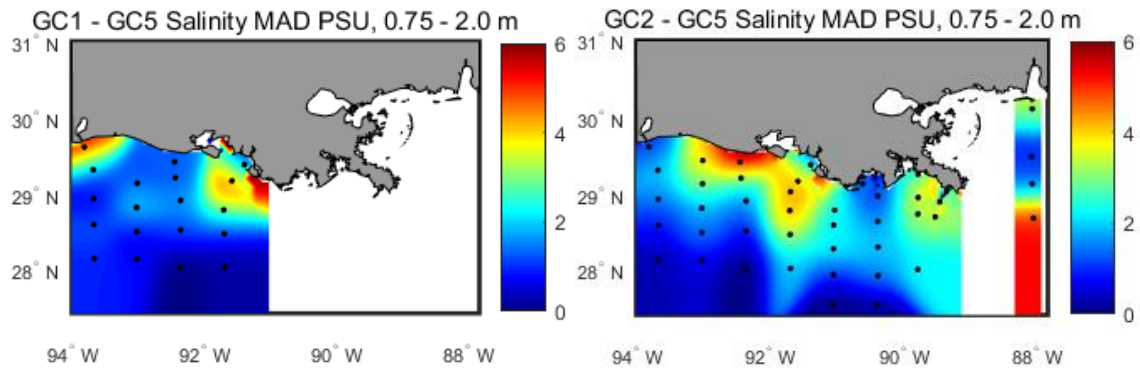 GC1 - GC5 Salinity MAD PSU, 0.75 - 2.0 m
31° N
30° N
29° N
28° N
94° W
92° W
90° W
88° W
6
4
2
0
GC2 - GC5 Salinity MAD PSU, 0.75 - 2.0 m
31° N
30° N
29° N
28° N
94° W
92° W
90° W
88° W
6
4
2
0